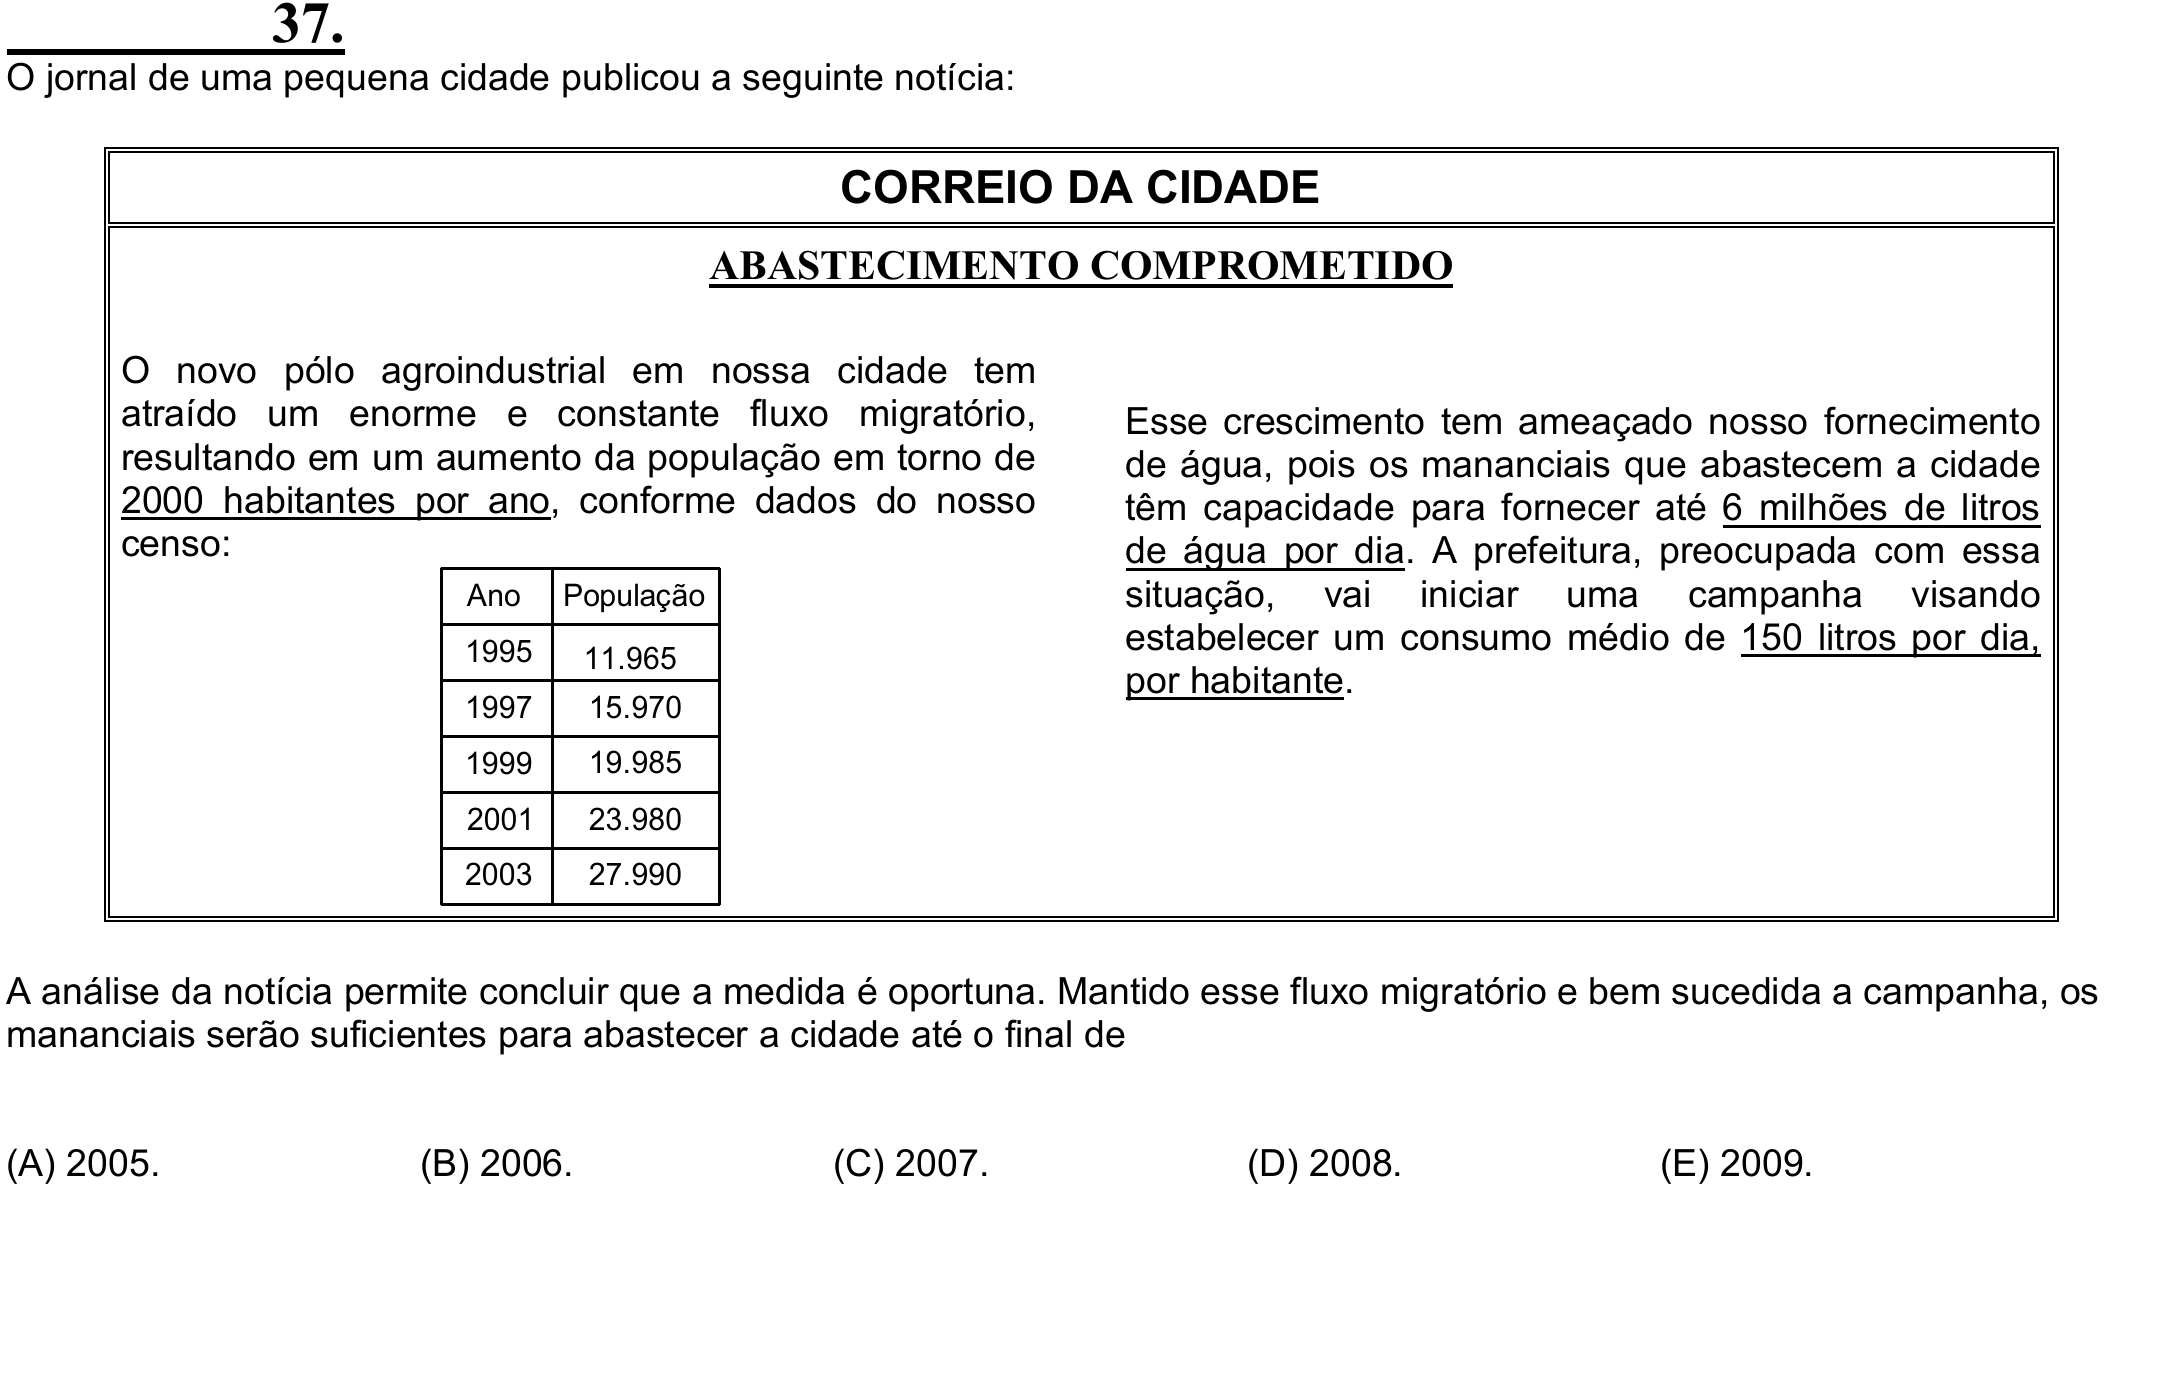 37.
O jornal de uma pequena cidade publicou a seguinte notícia:
CORREIO DA CIDADE
ABASTECIMENTO COMPROMETIDO
O novo pólo agroindustrial em nossa cidade tem
atraído um enorme e constante fluxo migratório,
resultando em um aumento da população em torno de
2000 habitantes por ano, conforme dados do nosso
censo:
Ano População
1995 11.965
1997 15.970
1999 19.985
2001 23.980
2003 27.990
Esse crescimento tem ameaçado nosso fornecimento
de água, pois os mananciais que abastecem a cidade
têm capacidade para fornecer até 6 milhões de litros
de água por dia. A prefeitura, preocupada com essa
situação, vai iniciar uma campanha visando
estabelecer um consumo médio de 150 litros por dia,
por habitante.
A análise da notícia permite concluir que a medida é oportuna. Mantido esse fluxo migratório e bem sucedida a campanha, os
mananciais serão suficientes para abastecer a cidade até o final de
(A) 2005. (B) 2006. (C) 2007. (D) 2008. (E) 2009.